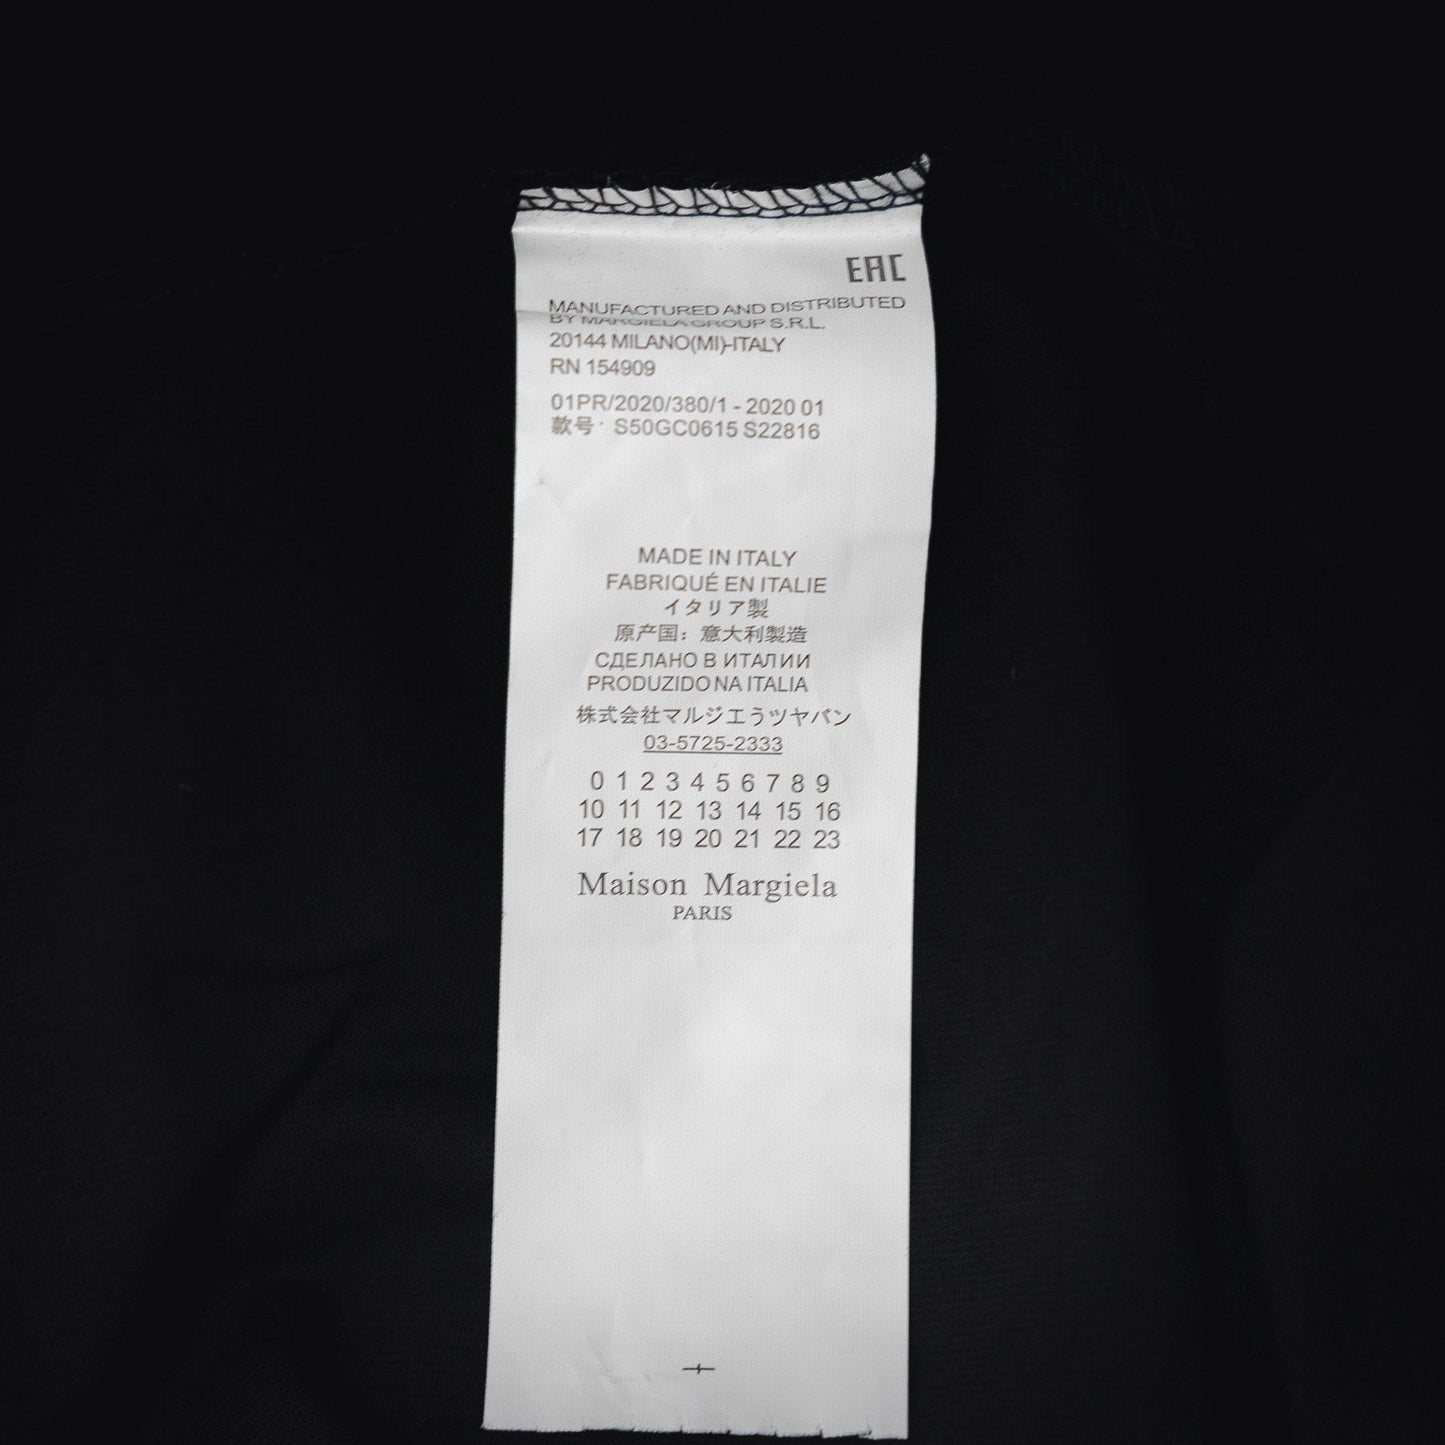 EAC
MANUFACTURED AND DISTRIBUTED
BY MARGIELA GROUP S.R.L.
20144 MILANO(MI)-ITALY
RN 154909
01PR/2020/380/1 - 2020 01
款号· S50GC0615 S22816
MADE IN ITALY
FABRIQUÉ EN ITALIE
イタリア製
原产国: 意大利製造
СДЕЛАНО В ИТАЛИИ
PRODUZIDO NA ITALIA
株式会社マルジエうツヤパン
03-5725-2333
0 1 2 3 4 5 6 7 8 9
10 11 12 13 14 15 16
17 18 19 20 21 22 23
Maison Margiela
PARIS